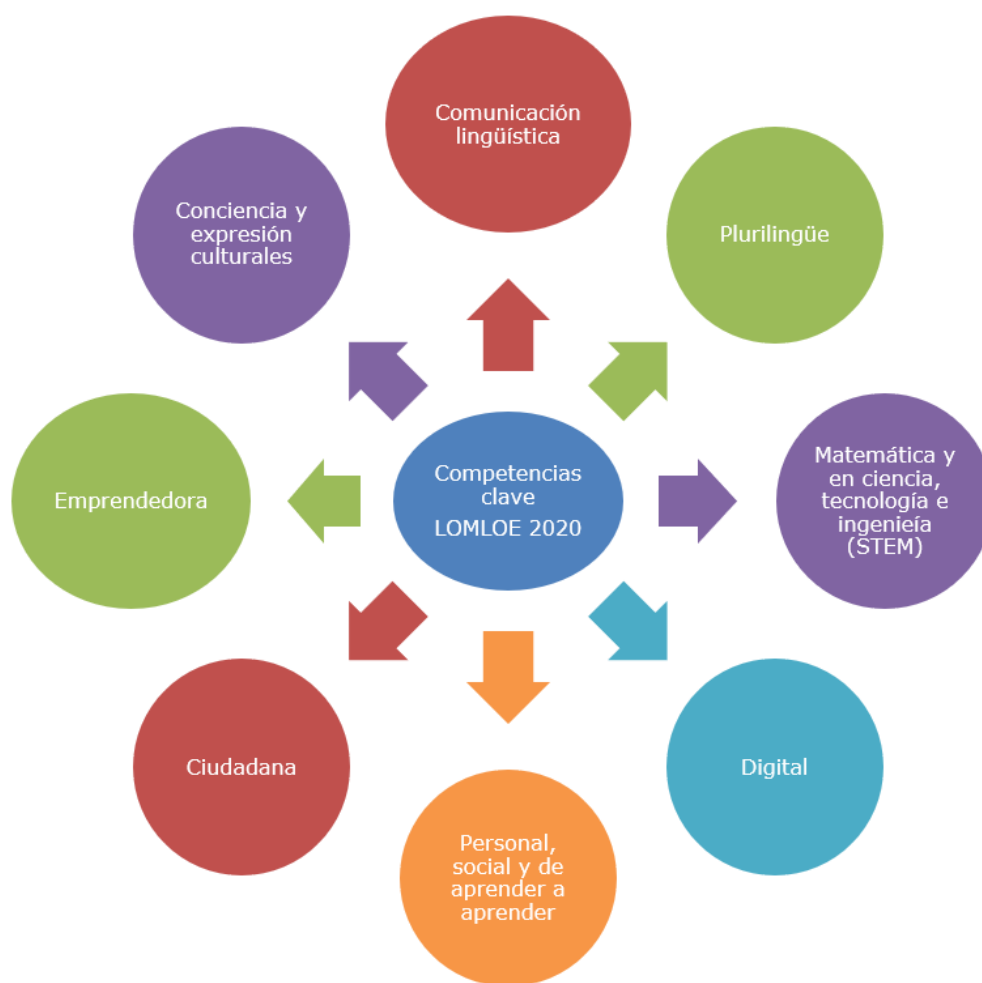 Comunicación
lingüística
Plurilingüe
Matemática y
en ciencia,
tecnología e
ingenieía
(STEM)
Digital
Personal,
social y de
aprender a
aprender
Ciudadana
Emprendedora
Conciencia y
expresión
culturales
Competencias
clave
LOMLOE 2020